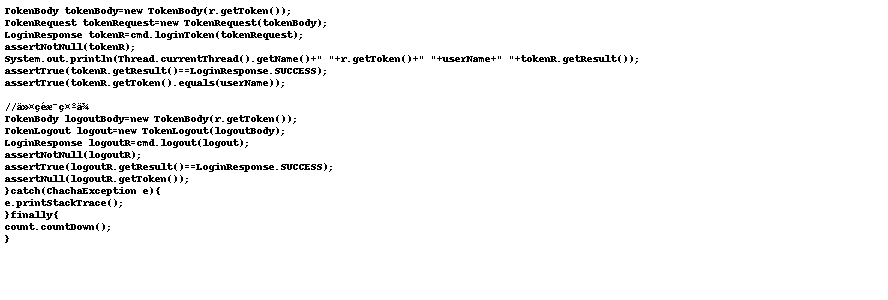 TokenBody tokenBody=new TokenBody(r.getToken());
TokenRequest tokenRequest=new TokenRequest(tokenBody);
LoginResponse tokenR=cmd.loginToken(tokenRequest);
assertNotNull(tokenR);
System.out.println(Thread.currentThread().getName()+" "+r.getToken()+" "+userName+" "+tokenR.getResult());
assertTrue(tokenR.getResult()==LoginResponse.SUCCESS);
assertTrue(tokenR.getToken().equals(userName));
//
TokenBody logoutBody=new TokenBody(r.getToken());
TokenLogout logout=new TokenLogout(logoutBody);
LoginResponse logoutR=cmd.logout(logout);
assertNotNull(logoutR);
assertTrue(logoutR.getResult()==LoginResponse.SUCCESS);
assertNull(logoutR.getToken());
}catch(ChachaException e){
e.printStackTrace();
}finally{
count.countDown();
}